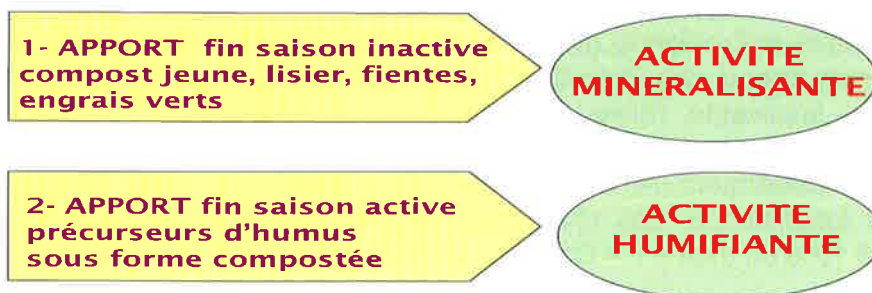 1- APPORT fin saison inactive
compost jeune, lisier, fientes,
engrais verts
ACTIVITE
MINERALISANTE
2- APPORT fin saison active
précurseurs d'humus
sous forme compostée
ACTIVITE
HUMIFIANTE